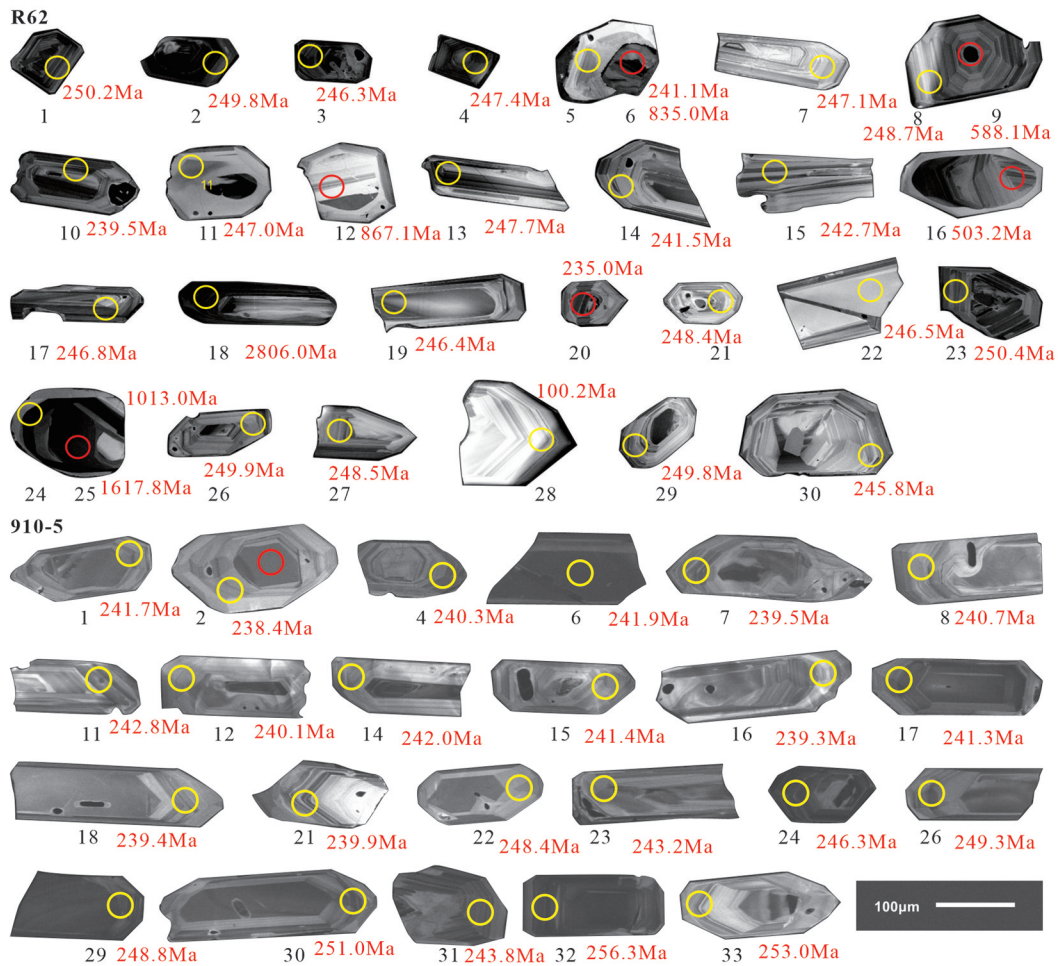 R62
250.2Ma 249.8Ma 246.3Ma 247.4Ma 241.1Ma 247.1Ma
1 2 3 4 5 6 835.0Ma 7 248.7Ma 8 588.1Ma 9
11
10 239.5Ma 11 247.0Ma 12 867.1Ma 13 247.7Ma 14 241.5Ma 15 242.7Ma 16 503.2Ma
235.0Ma
17 246.8Ma 18 2806.0Ma 19 246.4Ma 20 21 248.4Ma 22 246.5Ma 23 250.4Ma
1013.0Ma 100.2Ma
24 25 1617.8Ma 26 249.9Ma 27 248.5Ma 28 29 249.8Ma 30 245.8Ma
910-5
1 241.7Ma 2 238.4Ma 4 240.3Ma 6 241.9Ma 7 239.5Ma 8 240.7Ma
11 242.8Ma 12 240.1Ma 14 242.0Ma 15 241.4Ma 16 239.3Ma 17 241.3Ma
18 239.4Ma 21 239.9Ma 22 248.4Ma 23 243.2Ma 24 246.3Ma 26 249.3Ma
100μm
29 248.8Ma 30 251.0Ma 31 243.8Ma 32 256.3Ma 33 253.0Ma